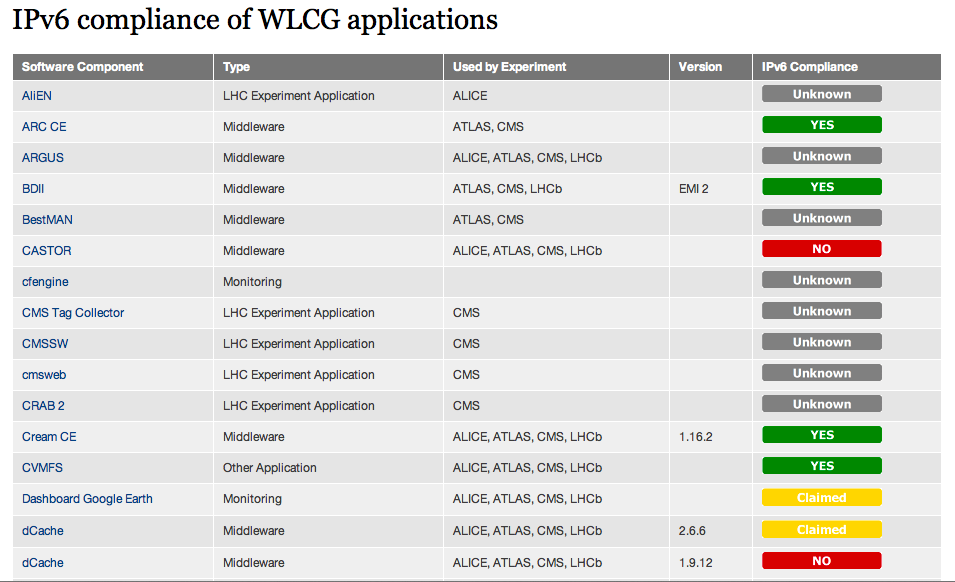 IPv6 compliance of WLCG applications
Software Component Type Used by Experiment Version IPv6 Compliance
AliEN LHC Experiment Application ALICE Unknown
ARC CE Middleware ATLAS, CMS YES
ARGUS Middleware ALICE, ATLAS, CMS, LHCb Unknown
BDII Middleware ATLAS, CMS, LHCb EMI 2 YES
BestMAN Middleware ATLAS, CMS Unknown
CASTOR Middleware ALICE, ATLAS, CMS, LHCb NO
cfengine Monitoring Unknown
CMS Tag Collector LHC Experiment Application CMS Unknown
CMSSW LHC Experiment Application CMS Unknown
cmsweb LHC Experiment Application CMS Unknown
CRAB 2 LHC Experiment Application CMS Unknown
Cream CE Middleware ALICE, ATLAS, CMS, LHCb 1.16.2 YES
CVMFS Other Application ALICE, ATLAS, CMS, LHCb YES
Dashboard Google Earth Monitoring ALICE, ATLAS, CMS, LHCb Claimed
dCache Middleware ALICE, ATLAS, CMS, LHCb 2.6.6 Claimed
dCache Middleware ALICE, ATLAS, CMS, LHCb 1.9.12 NO